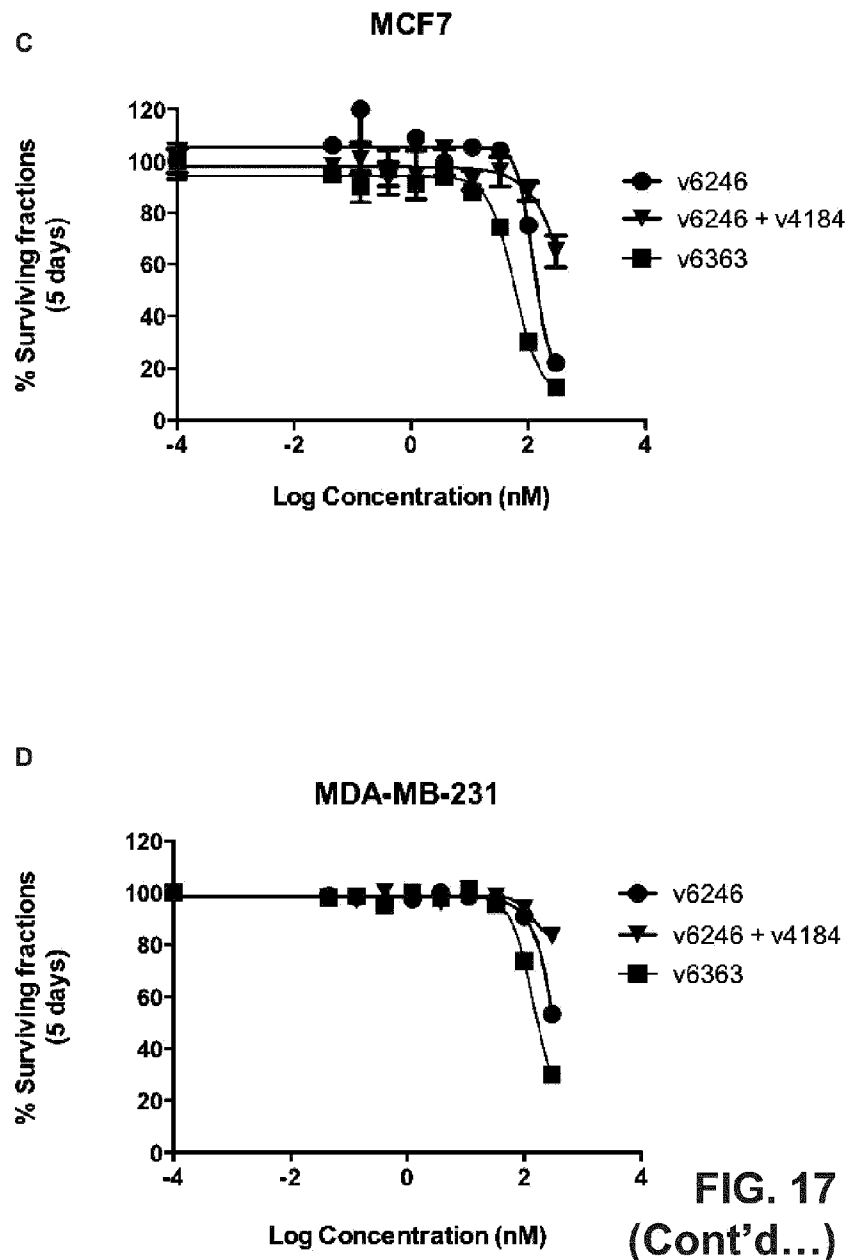 C
MCF7
% Surviving fractions
(5 days)
120
100
80
60
40
20
0
-4
-2
0
2
4
Log Concentration (nM)
v6246
v6246 + v4184
v6363
D
MDA-MB-231
% Surviving fractions
(5 days)
120
100
80
60
40
20
0
-4
-2
0
2
4
Log Concentration (nM)
v6246
v6246 + v4184
v6363
FIG. 17
(Cont'd...)